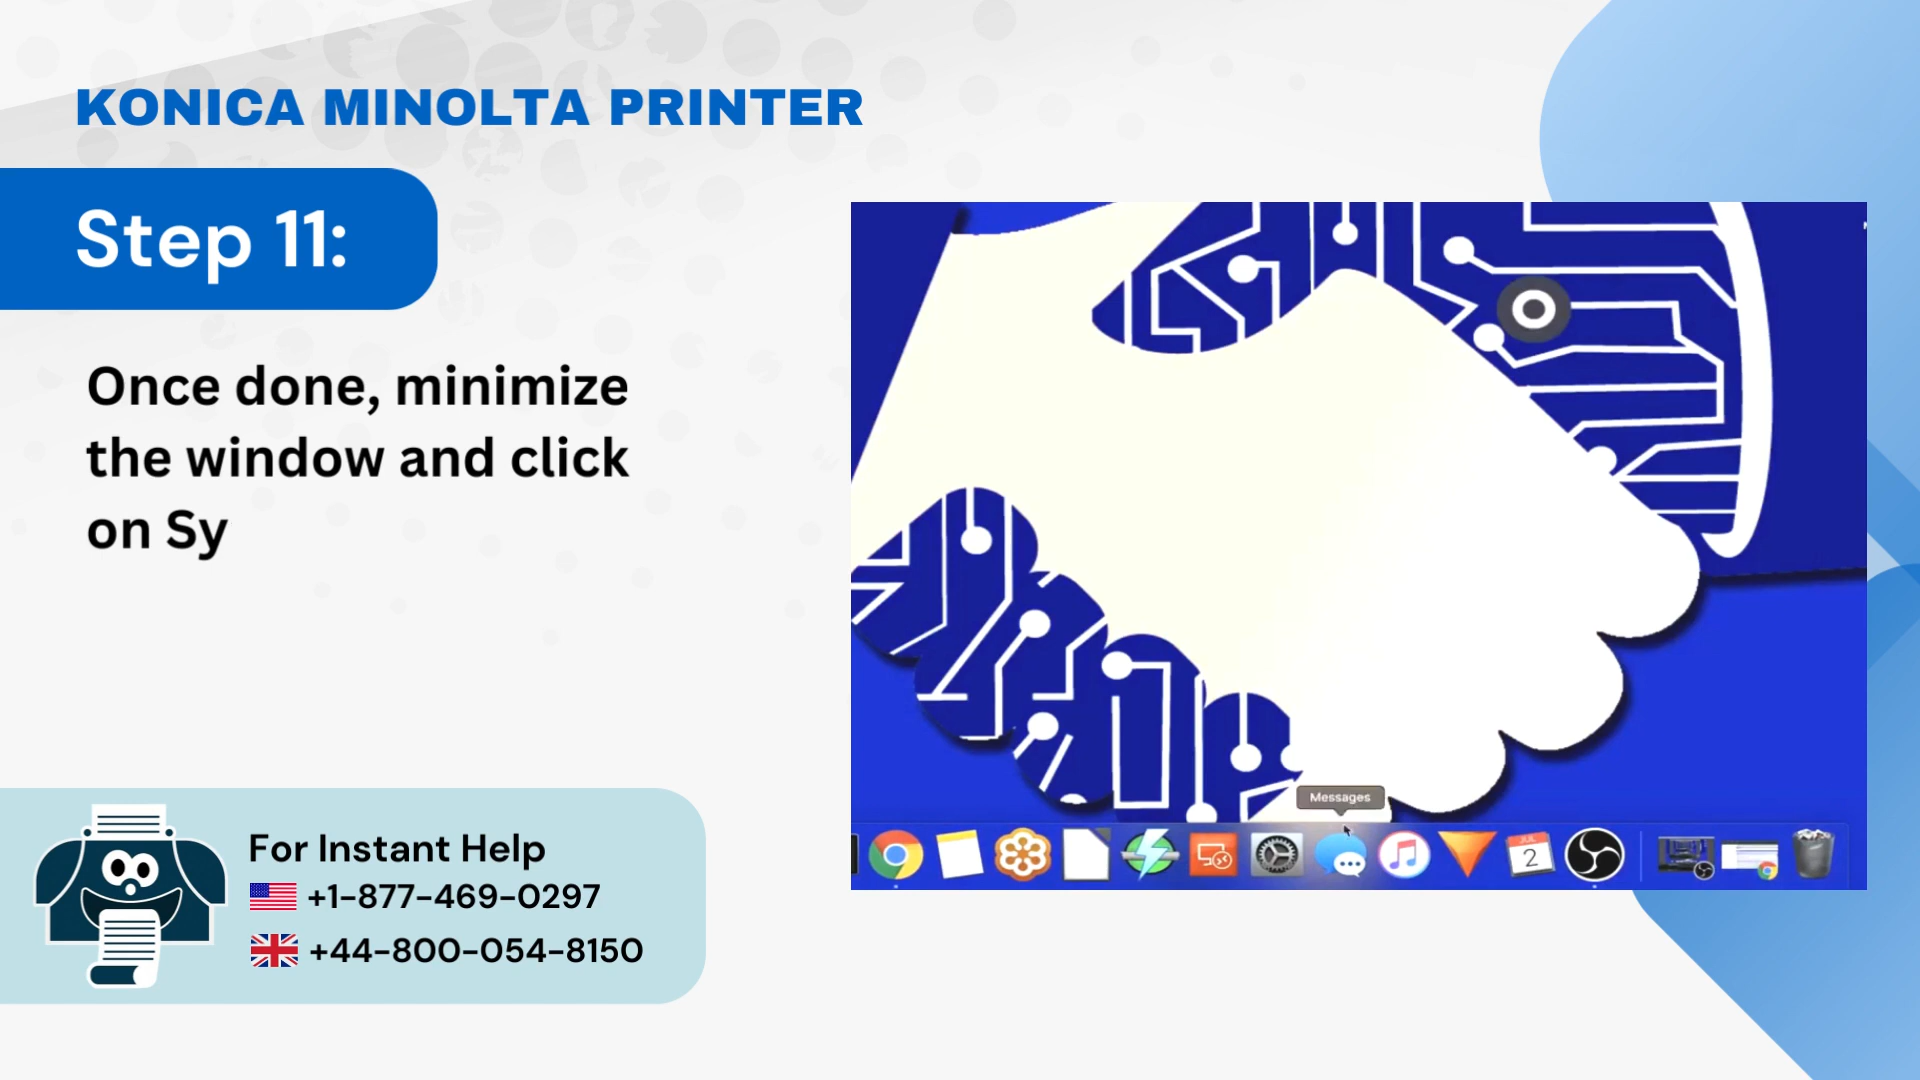 KONICA MINOLTA PRINTER
Step 11:
Once done, minimize
the window and click
on Sy
For Instant Help
+1-877-469-0297
+44-800-054-8150
Messages
JUL
2